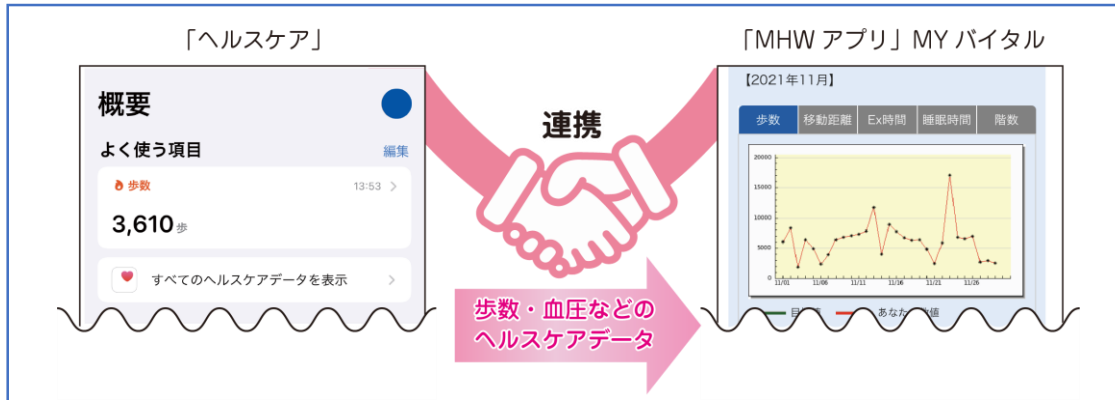 「ヘルスケア」
概要
よく使う項目 編集
歩数 13:53
3,610歩
すべてのヘルスケアデータを表示
連携
歩数・血圧などの
ヘルスケアデータ
「MHW アプリ」MY バイタル
【2021年11月】
歩数 移動距離 Ex時間 睡眠時間 階数
20000
15000
10000
5000
0
11/01 11/06 11/11 11/16 11/21 11/26